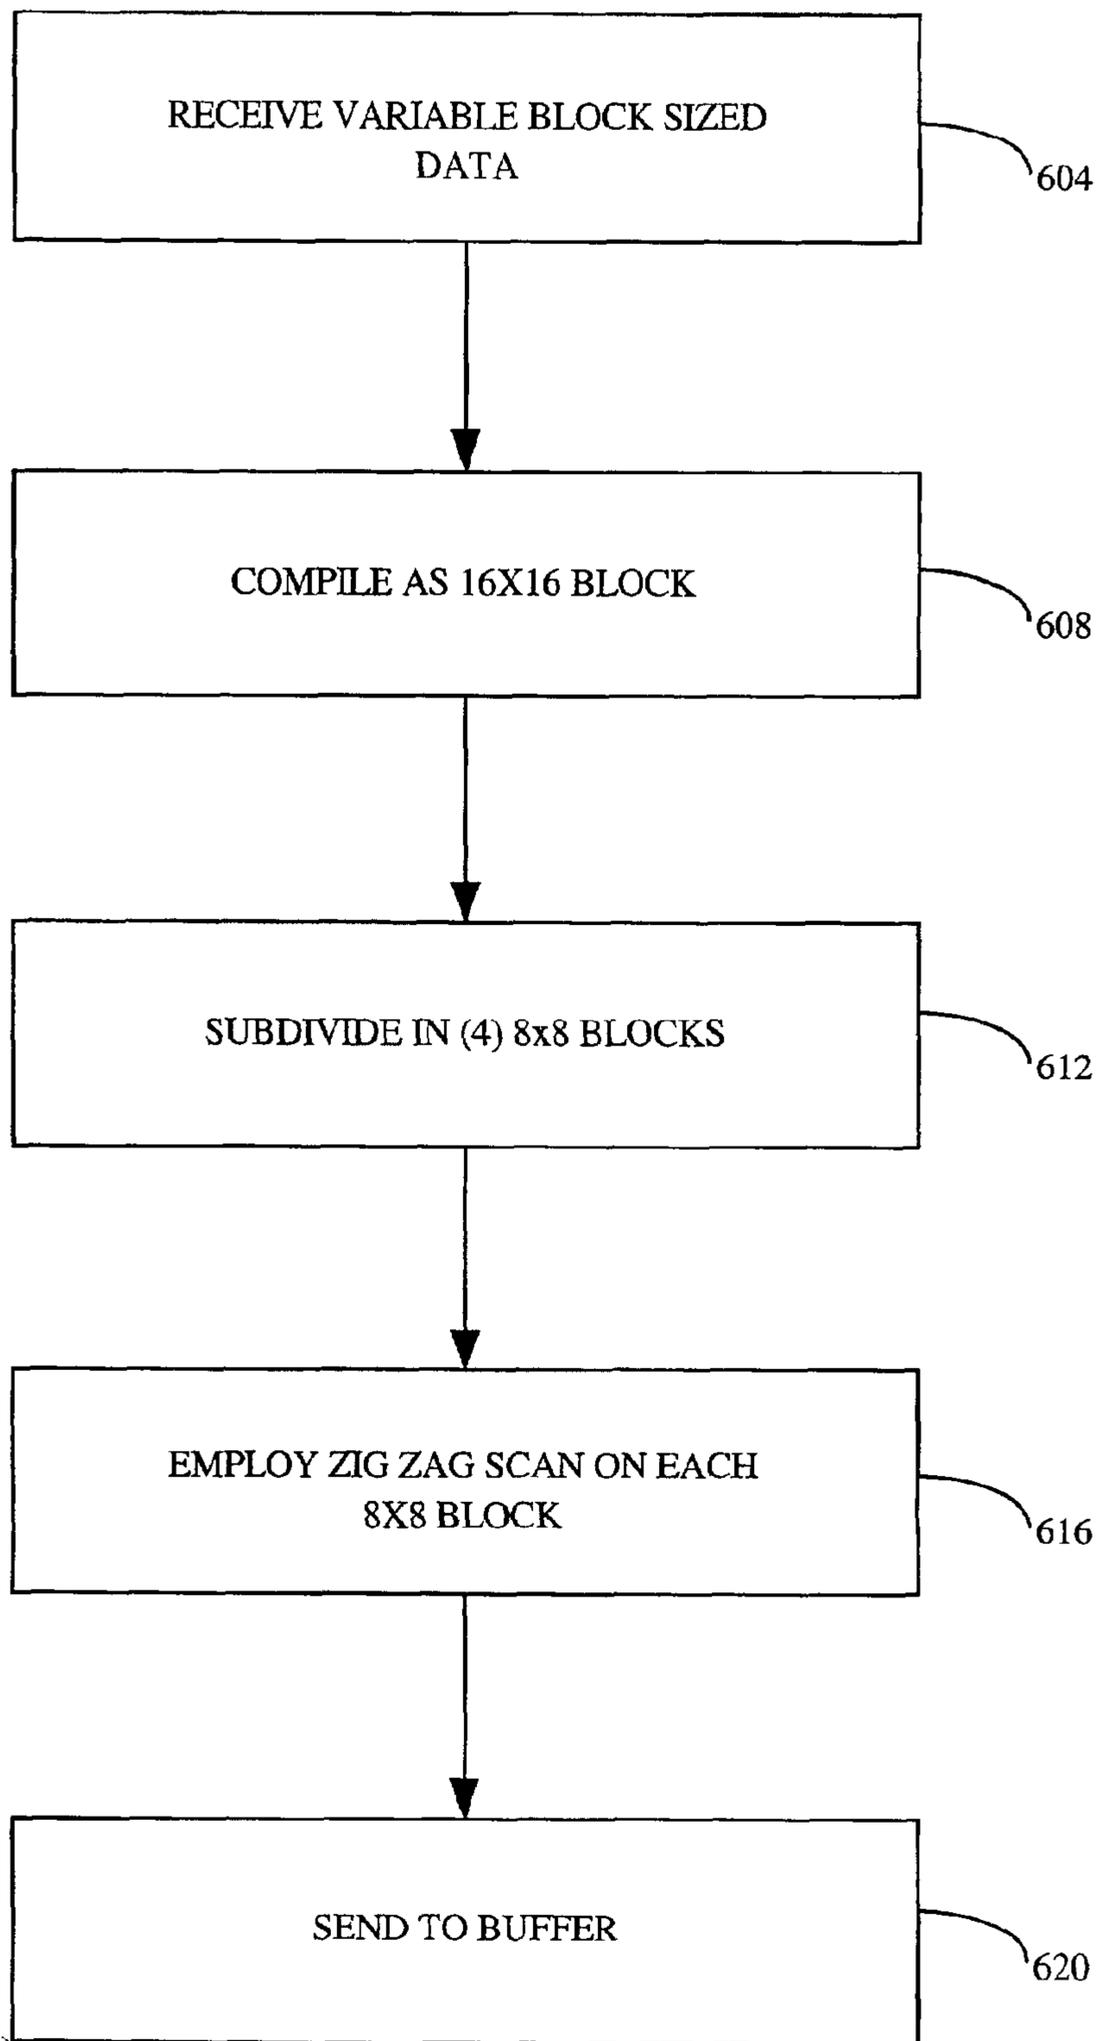 RECEIVE VARIABLE BLOCK SIZED
DATA
604
COMPILE AS 16X16 BLOCK
608
SUBDIVIDE IN (4) 8x8 BLOCKS
612
EMPLOY ZIG ZAG SCAN ON EACH
8X8 BLOCK
616
SEND TO BUFFER
620